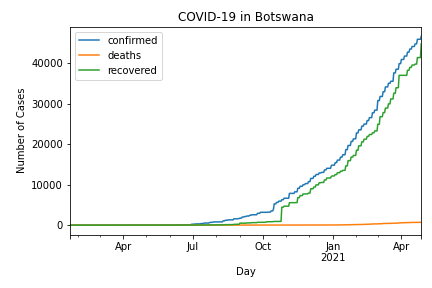 COVID-19 in Botswana
confirmed
deaths
recovered
Number of Cases
40000
30000
20000
10000
0
Apr Jul Oct Jan Apr
2021
Day